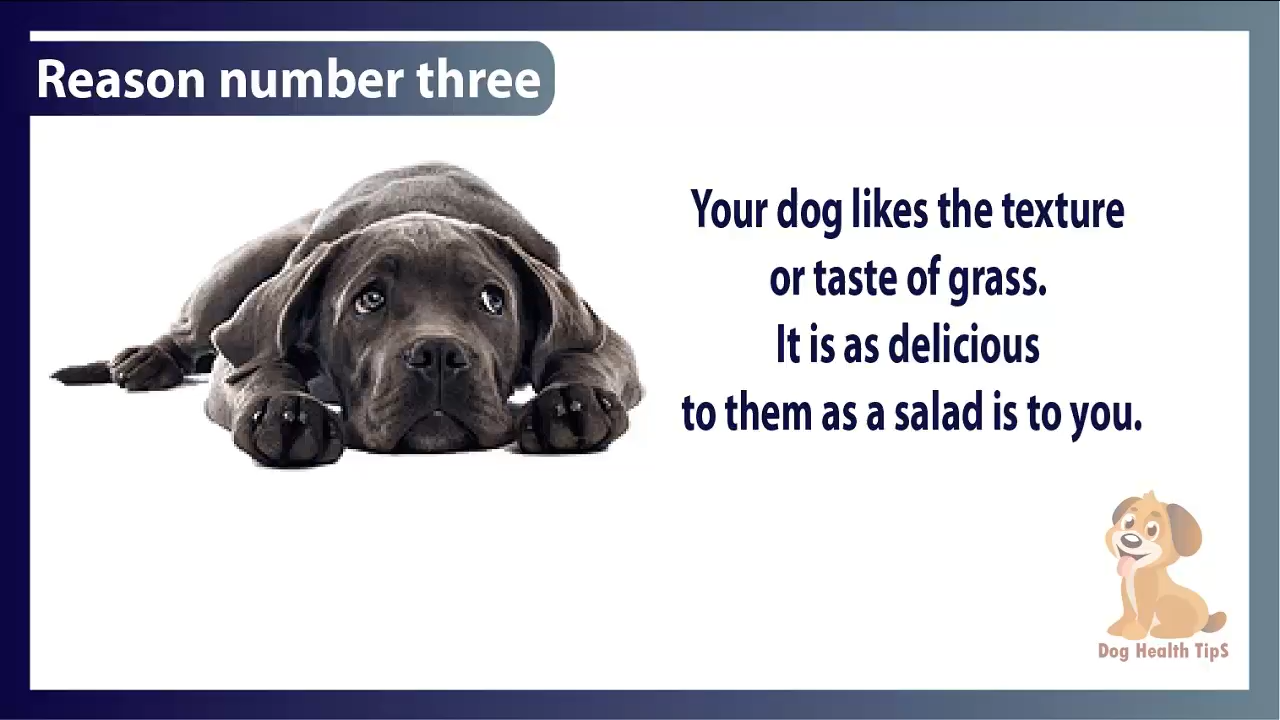 Reason number three
Your dog likes the texture
or taste of grass.
It is as delicious
to them as a salad is to you.
Dog Health TipS